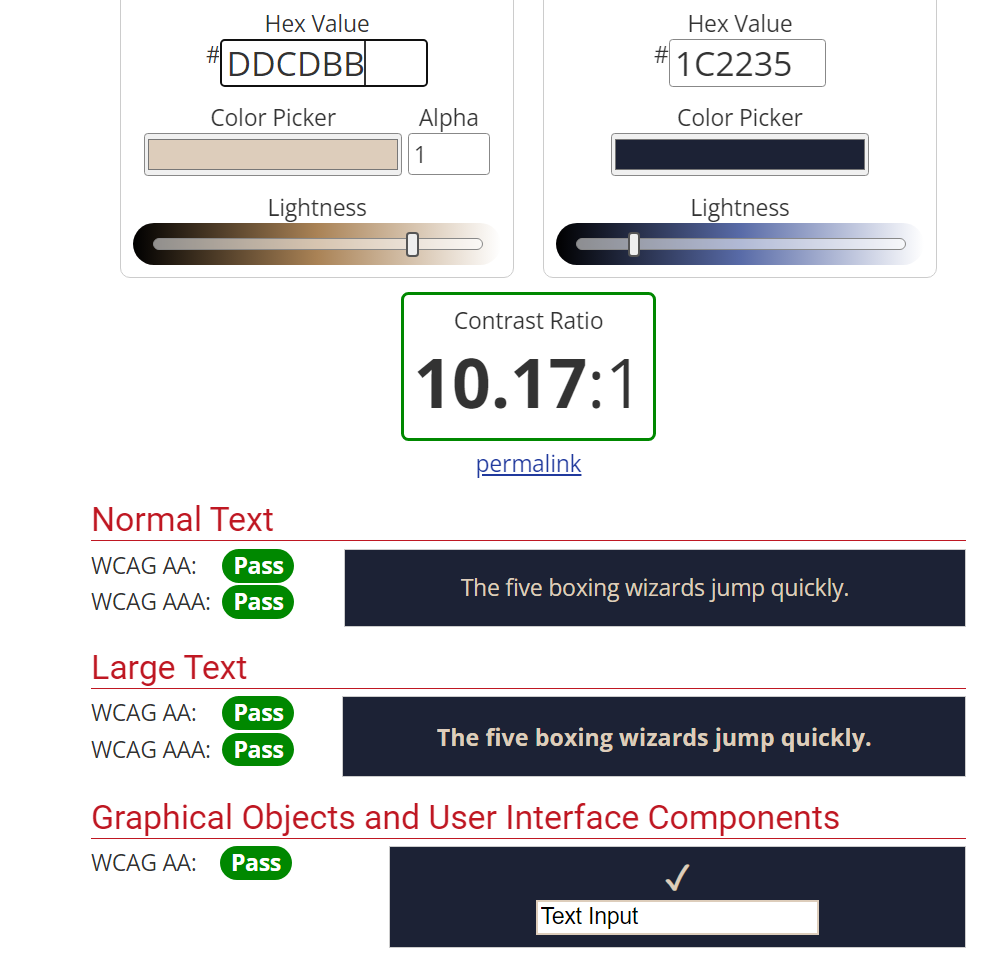 Hex Value
# DDCDBB
Color Picker Alpha
1
Lightness
Hex Value
# 1C2235
Color Picker
Lightness
Contrast Ratio
10.17:1
permalink
Normal Text
WCAG AA: Pass
WCAG AAA: Pass
The five boxing wizards jump quickly.
Large Text
WCAG AA: Pass
WCAG AAA: Pass
The five boxing wizards jump quickly.
Graphical Objects and User Interface Components
WCAG AA: Pass
✓
Text Input